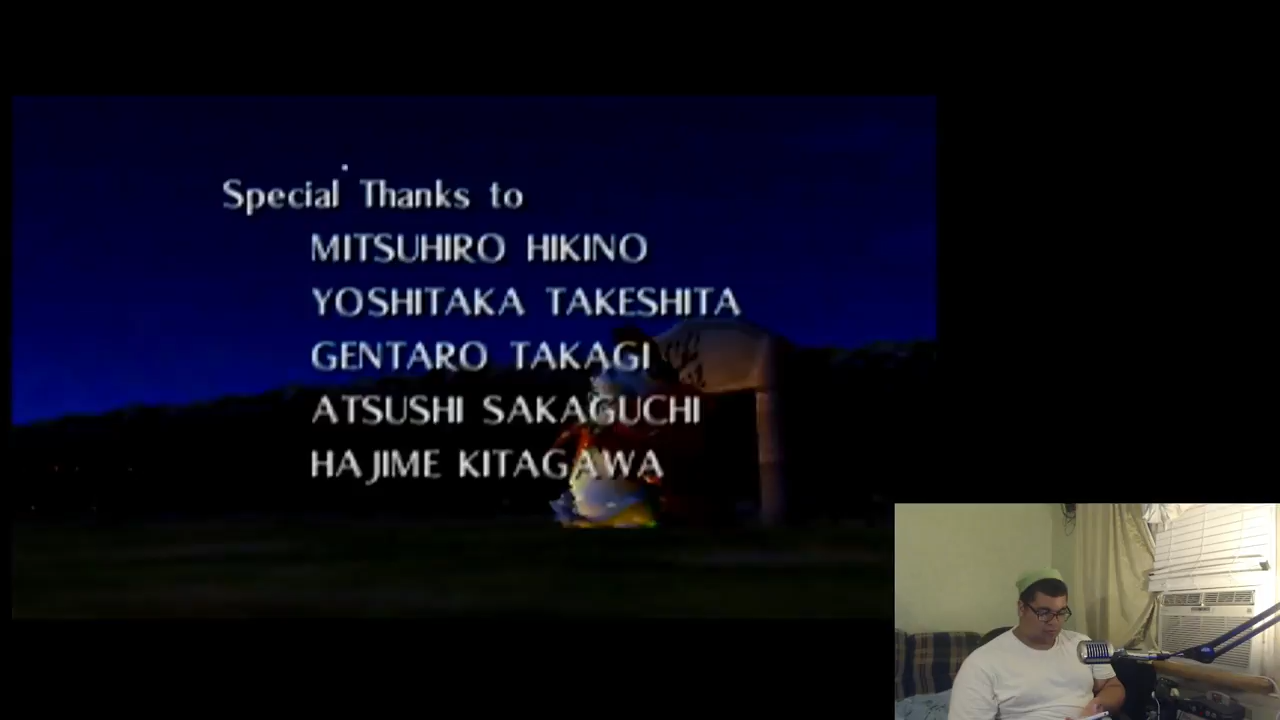 Special Thanks to
MITSUHIRO HIKINO
YOSHITAKA TAKESHITA
GENTARO TAKAGI
ATSUSHI SAKAGUCHI
HAJIME KITAGAWA